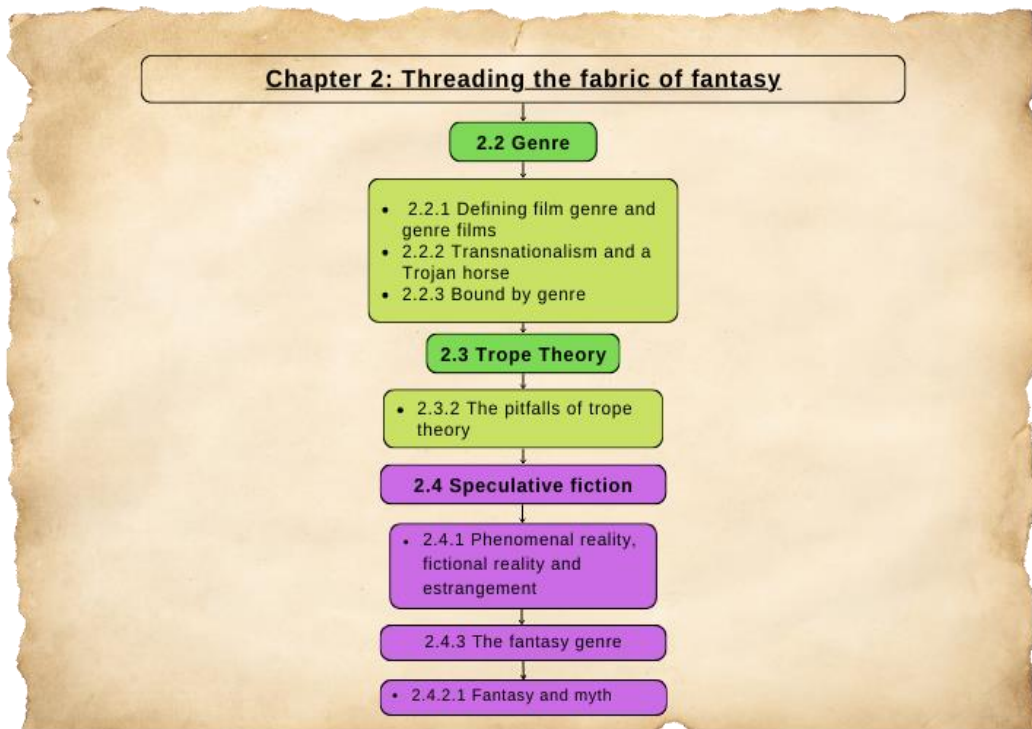 Chapter 2: Threading the fabric of fantasy
2.2 Genre
• 2.2.1 Defining film genre and
genre films
• 2.2.2 Transnationalism and a
Trojan horse
• 2.2.3 Bound by genre
2.3 Trope Theory
• 2.3.2 The pitfalls of trope
theory
2.4 Speculative fiction
• 2.4.1 Phenomenal reality,
fictional reality and
estrangement
2.4.3 The fantasy genre
• 2.4.2.1 Fantasy and myth